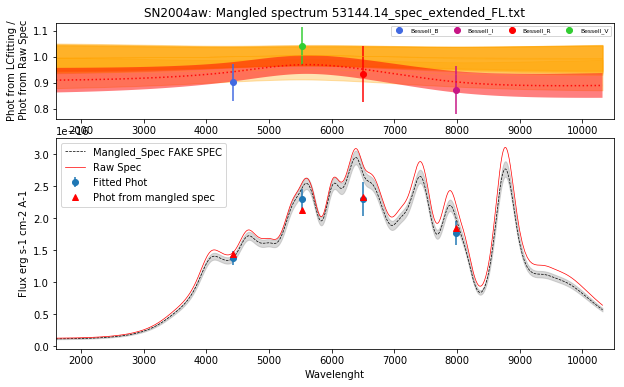 SN2004aw: Mangled spectrum 53144.14_spec_extended_FL.txt
Phot from LCfitting /
Phot from Raw Spec
1.1
1.0
0.9
0.8
Bessell_B
Bessell_I
Bessell_R
Bessell_V
2000 3000 4000 5000 6000 7000 8000 9000 10000
Flux erg s-1 cm-2 A-1
3.0
2.5
2.0
1.5
1.0
0.5
0.0
Mangled_Spec FAKE SPEC
Raw Spec
Fitted Phot
Phot from mangled spec
2000 3000 4000 5000 6000 7000 8000 9000 10000
Wavelenght